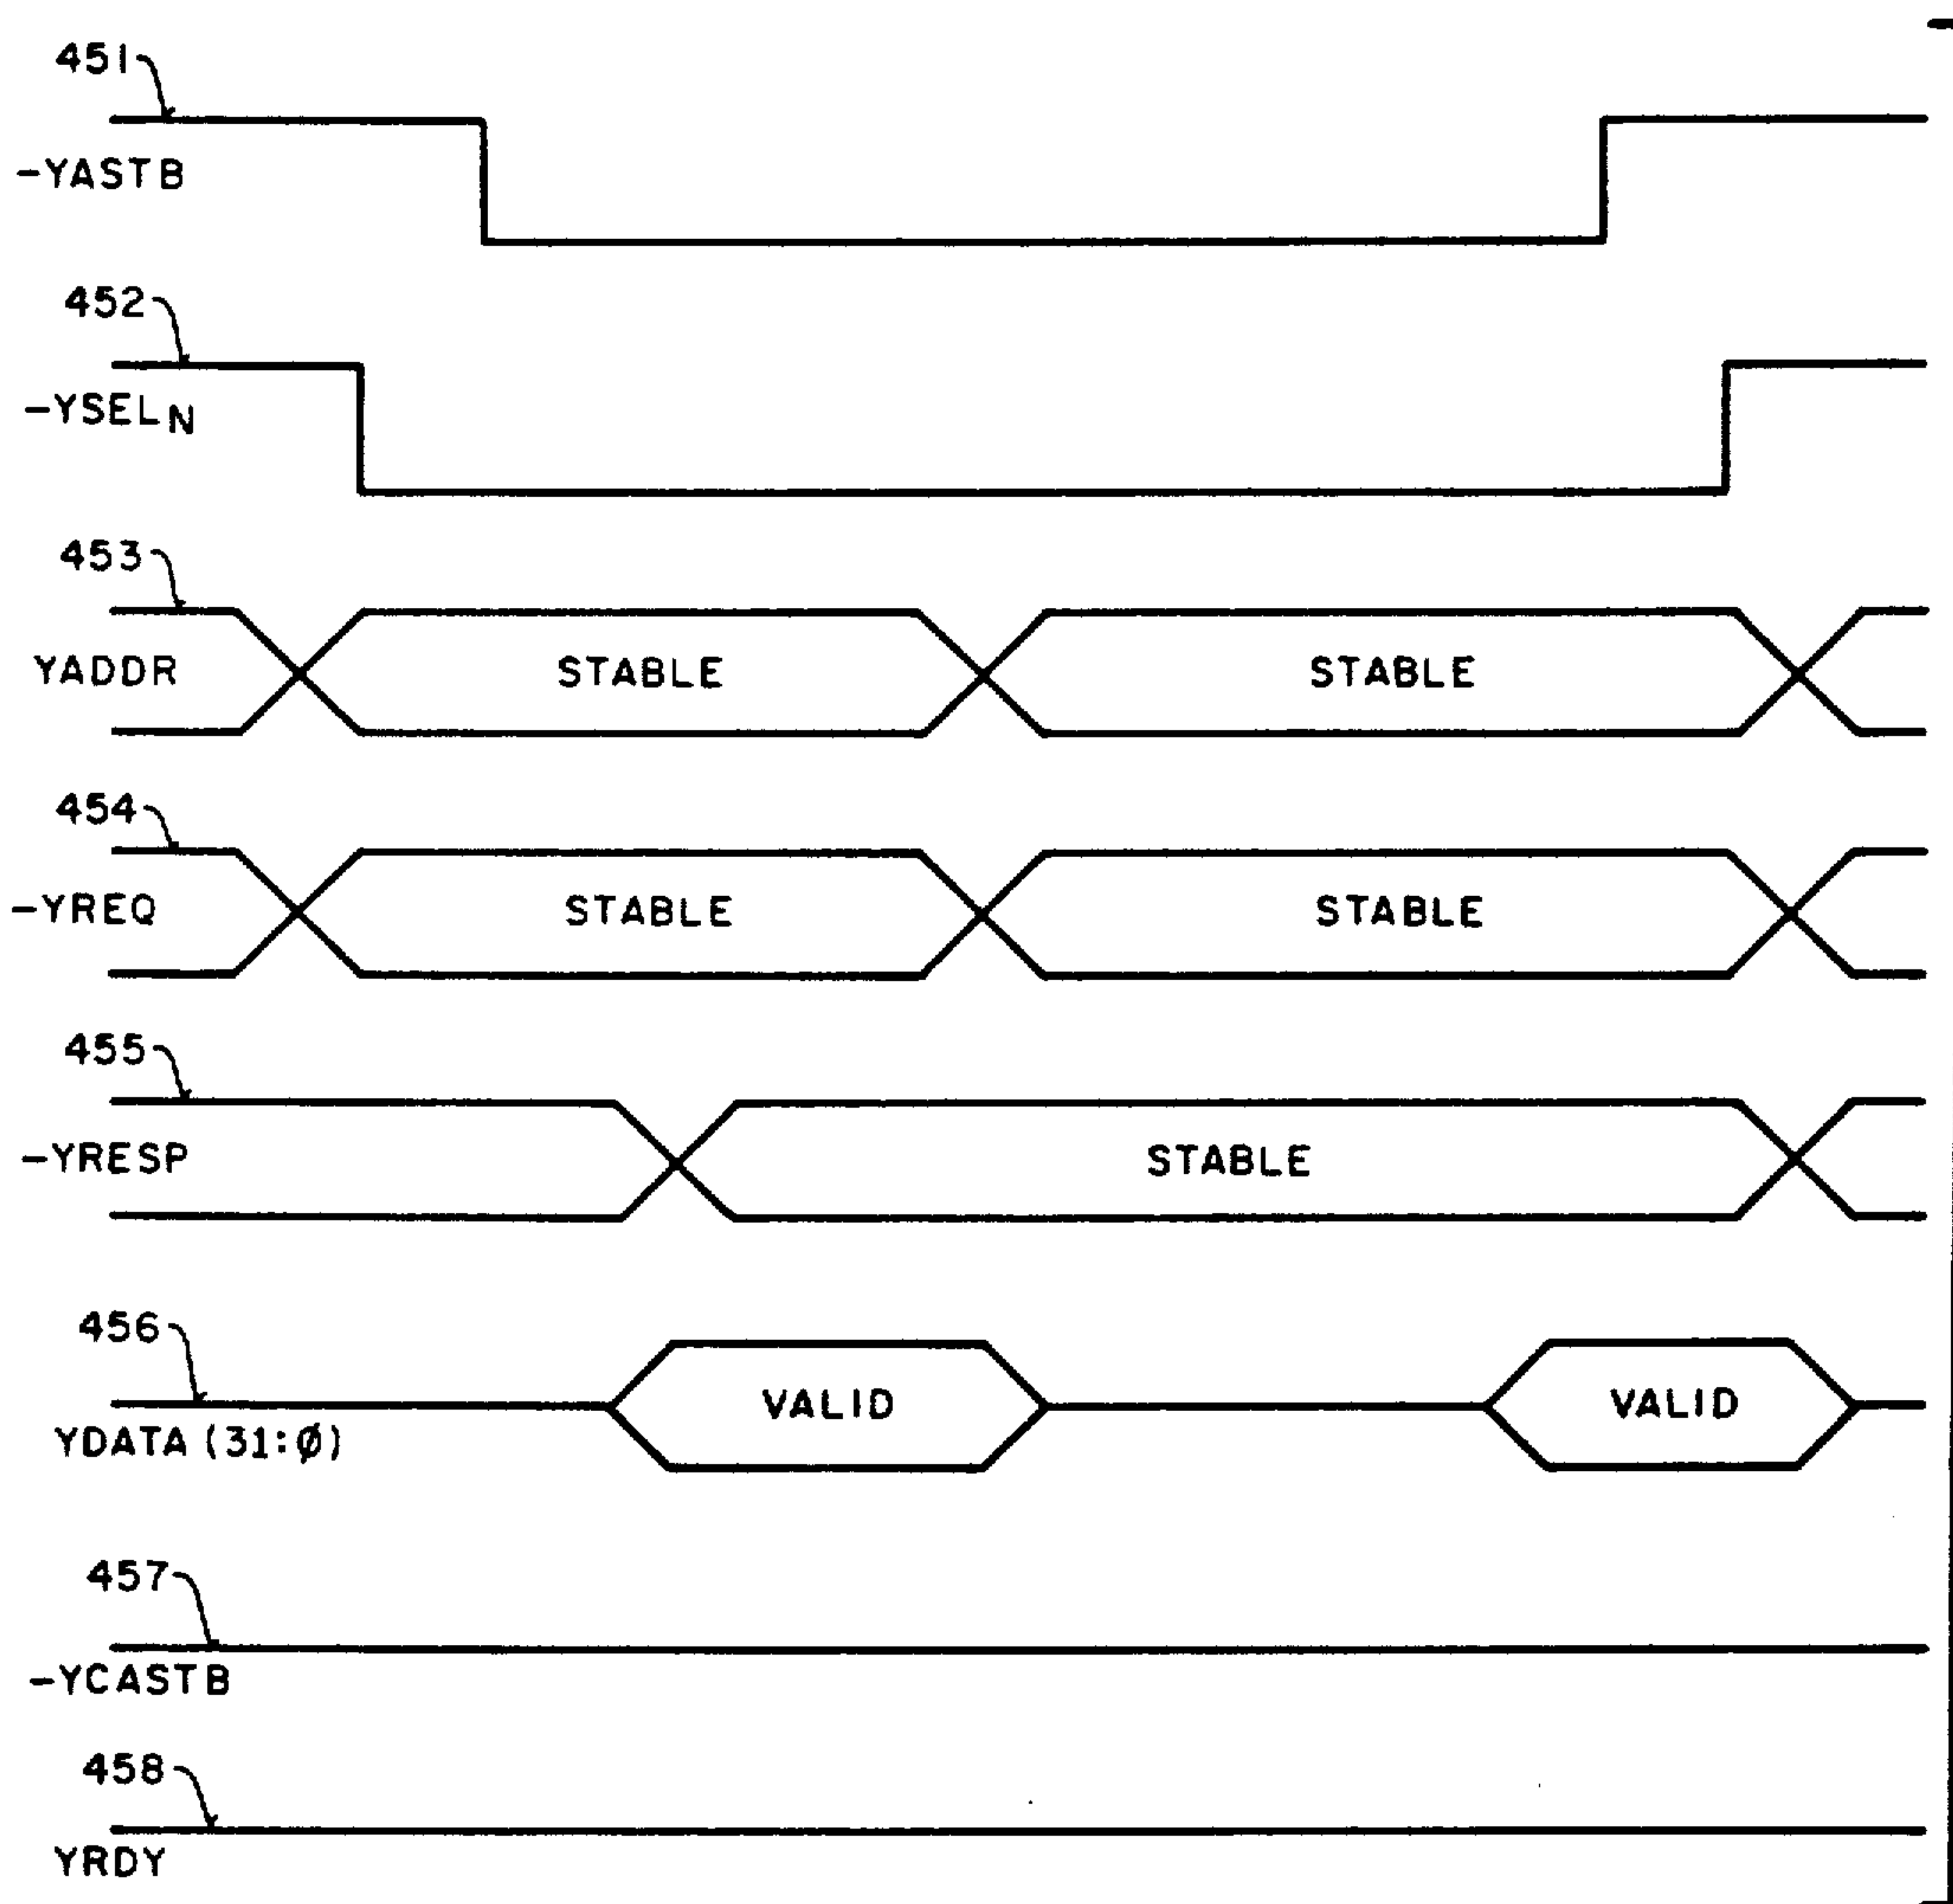 451
-YASTB
452
-YSELN
453
YADDR STABLE STABLE
454
-YREQ STABLE STABLE
455
-YRESP STABLE
456
VALID VALID
YDATA (31:Ø)
457
-YCASTB
458
YRDY